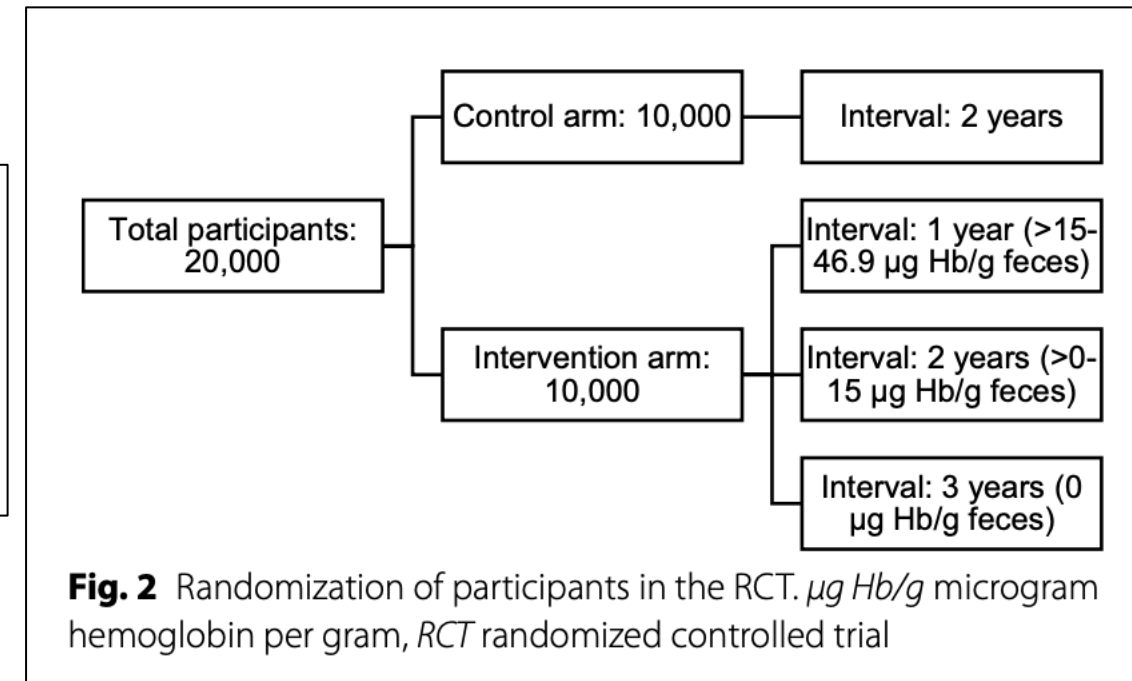 Total participants:
20,000
Control arm: 10,000
Interval: 2 years
Intervention arm:
10,000
Interval: 1 year (>15-
46.9 µg Hb/g feces)
Interval: 2 years (>0-
15 µg Hb/g feces)
Interval: 3 years (0
µg Hb/g feces)
Fig. 2 Randomization of participants in the RCT. µg Hb/g microgram
hemoglobin per gram, RCT randomized controlled trial